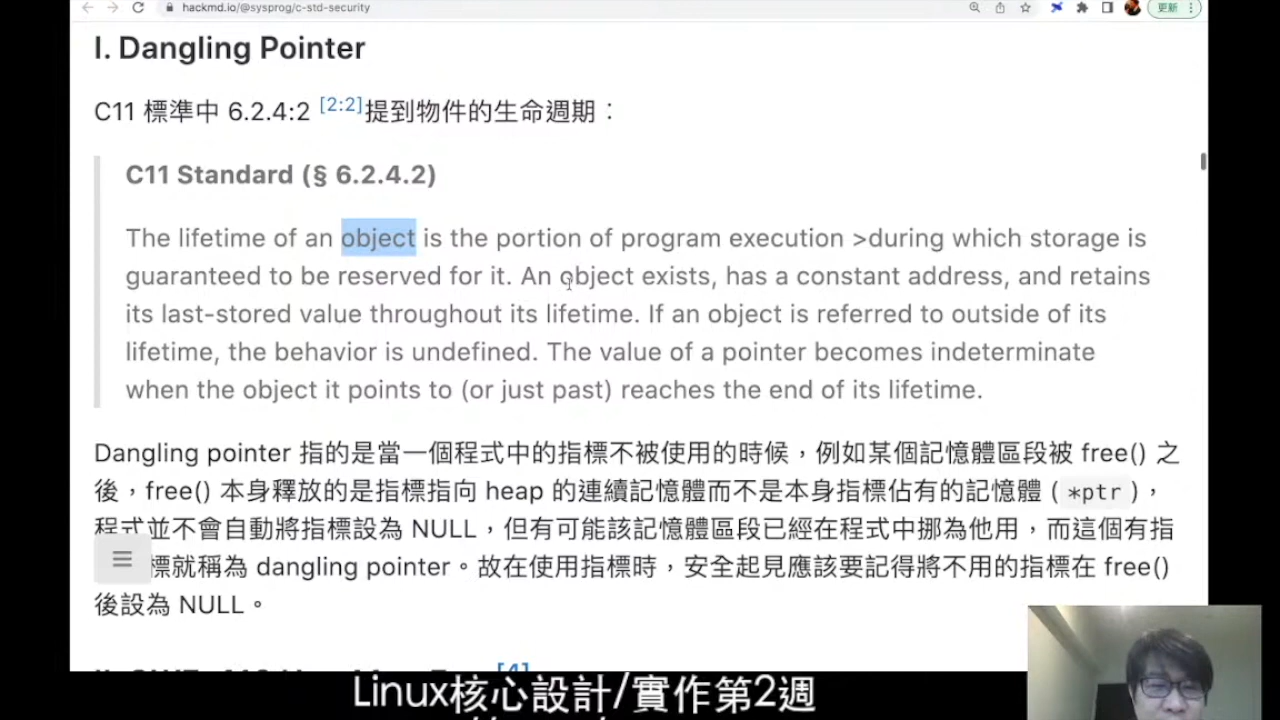 hackmd.io/@sysprog/c-std-security
更新
I. Dangling Pointer
C11 標準中 6.2.4:2 [2:2]提到物件的生命週期：
C11 Standard (§ 6.2.4.2)
The lifetime of an object is the portion of program execution >during which storage is
guaranteed to be reserved for it. An object exists, has a constant address, and retains
its last-stored value throughout its lifetime. If an object is referred to outside of its
lifetime, the behavior is undefined. The value of a pointer becomes indeterminate
when the object it points to (or just past) reaches the end of its lifetime.
Dangling pointer 指的是當一個程式中的指標不被使用的時候，例如某個記憶體區段被 free() 之
後，free() 本身釋放的是指標指向 heap 的連續記憶體而不是本身指標佔有的記憶體 ( *ptr )，
程式並不會自動將指標設為 NULL，但有可能該記憶體區段已經在程式中挪為他用，而這個有指
標就稱為 dangling pointer。故在使用指標時，安全起見應該要記得將不用的指標在 free()
後設為 NULL。
[4]
Linux核心設計/實作第2週